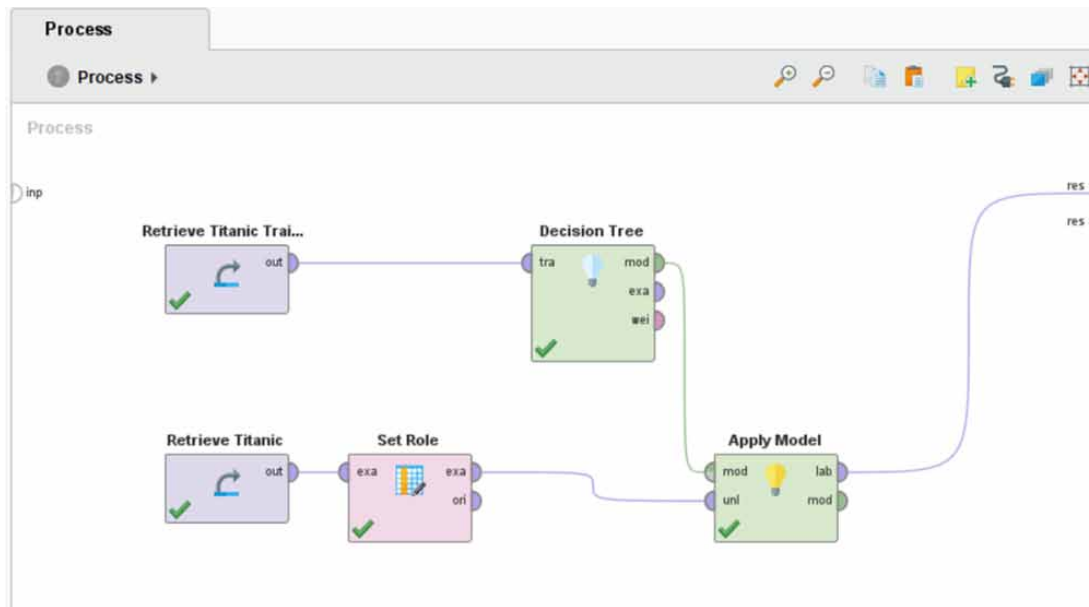 Process
Process
Process
inp
res
res
Retrieve Titanic Trai...
out
Decision Tree
tra
mod
exa
wei
Retrieve Titanic
out
Set Role
exa
exa
ori
Apply Model
mod
lab
unl
mod